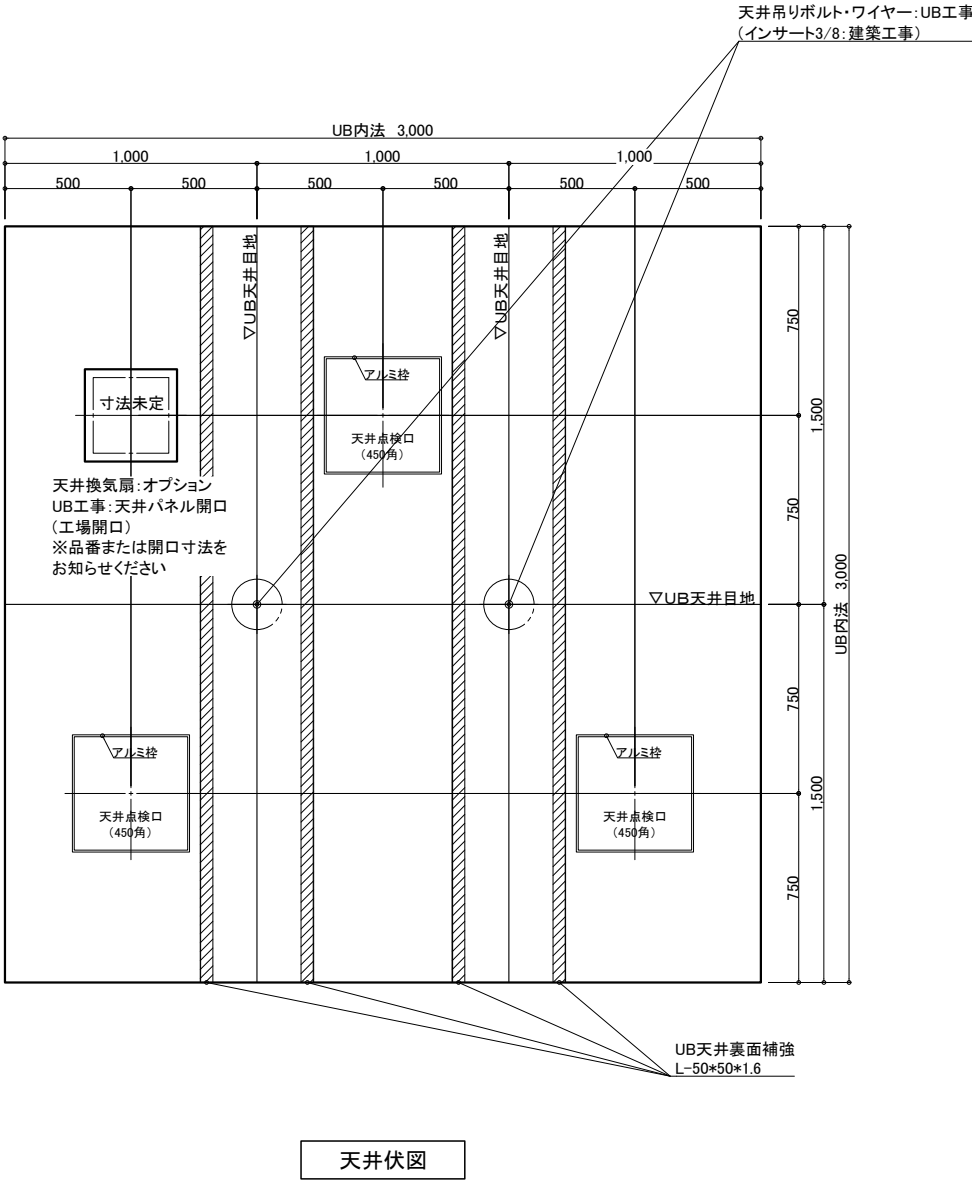 天井吊りボルト・ワイヤー:UB工事
(インサート3/8:建築工事)
UB内法 3,000
1,000 1,000 1,000
500 500 500 500 500 500
▽UB天井目地
▽UB天井目地
750
1,500
アルミ枠
寸法未定
天井点検口
(450角)
天井換気扇:オプション
UB工事:天井パネル開口
(工場開口)
※品番または開口寸法を
お知らせください
750
UB内法 3,000
▽UB天井目地
750
1,500
アルミ枠
アルミ枠
天井点検口
(450角)
天井点検口
(450角)
750
UB天井裏面補強
L-50*50*1.6
天井伏図